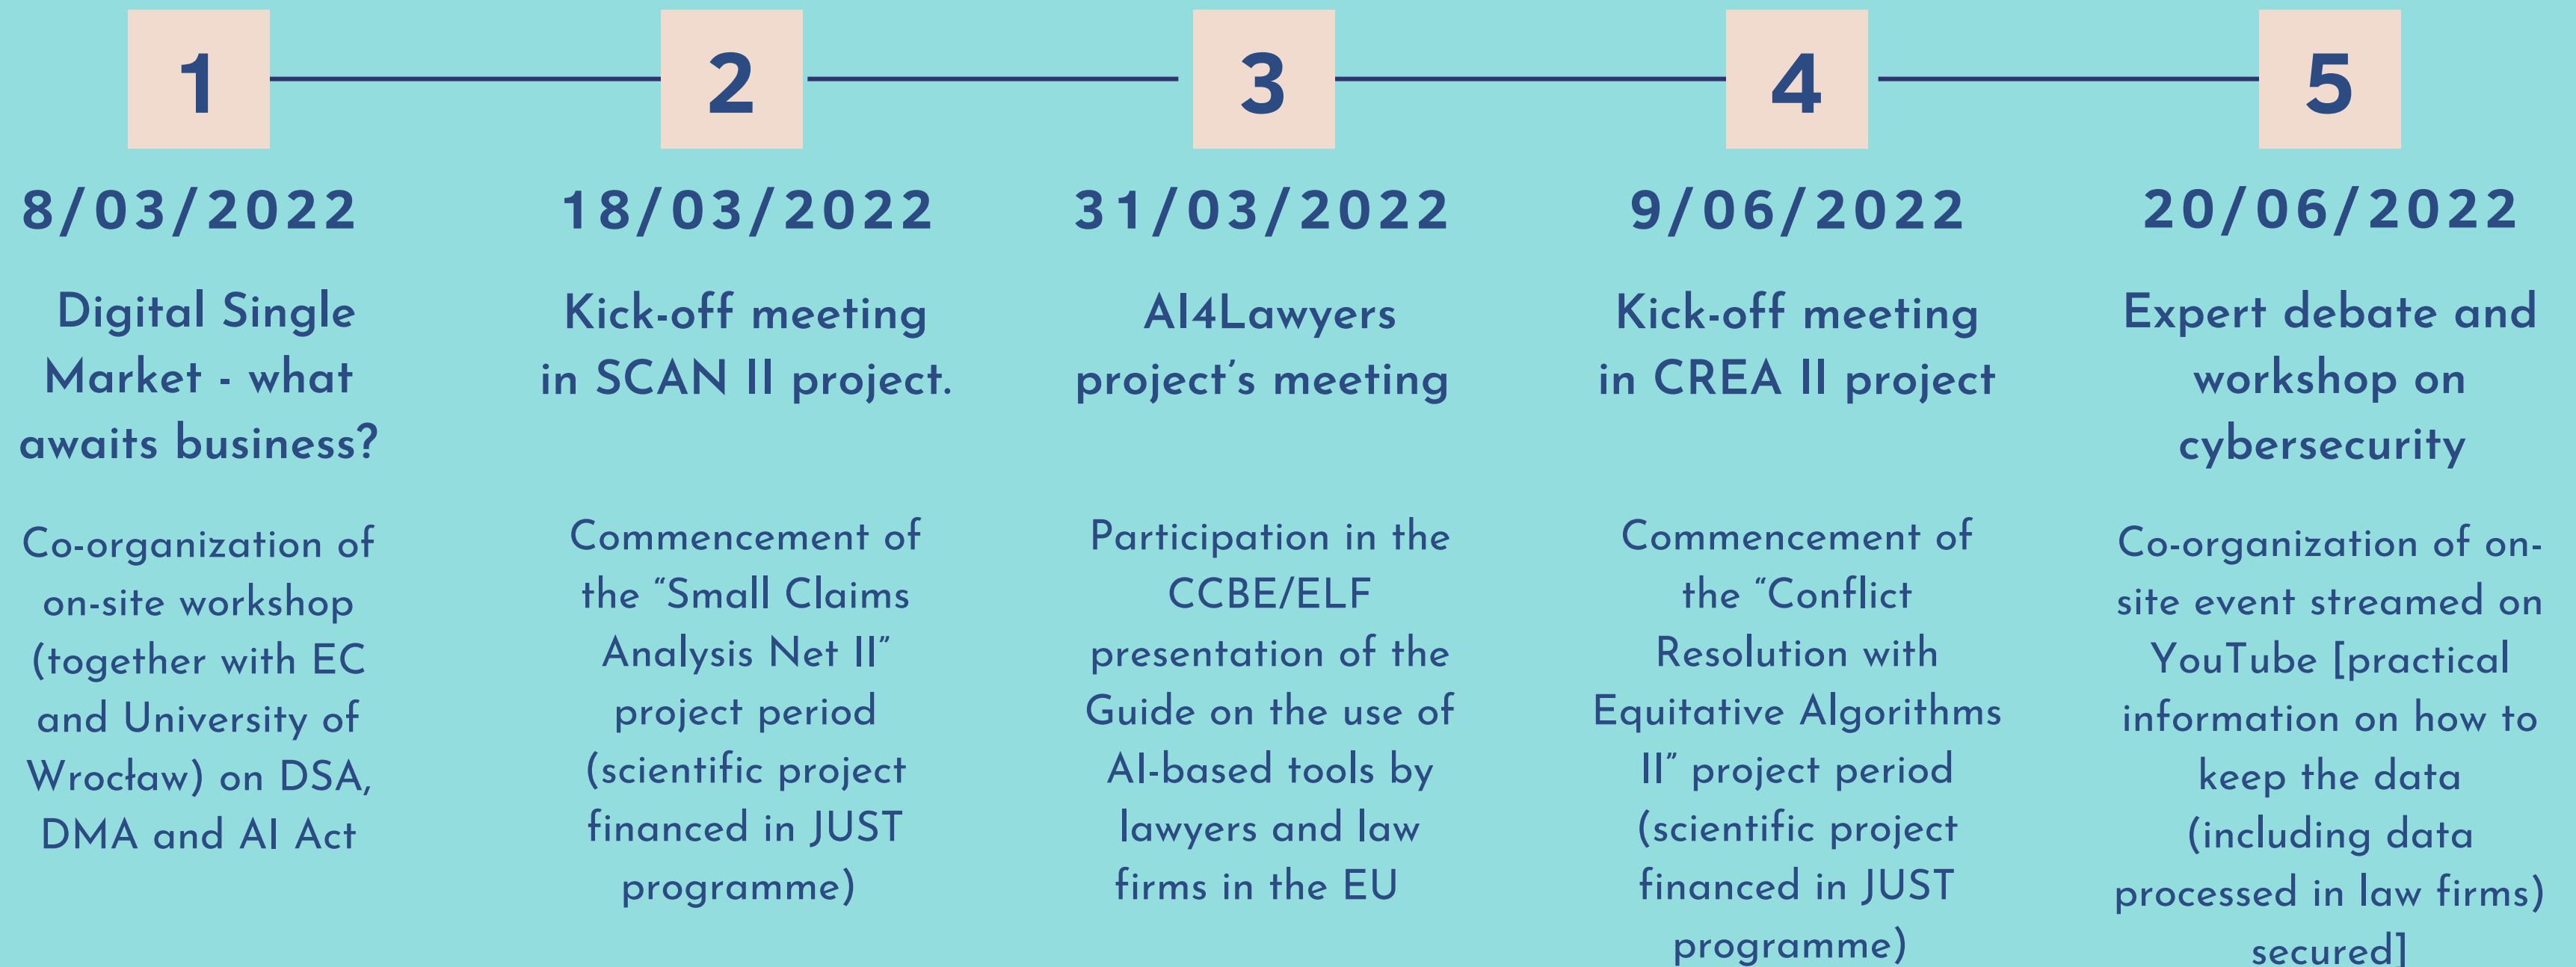 1
8/03/2022
Digital Single
Market - what
awaits business?
Co-organization of
on-site workshop
(together with EC
and University of
Wrocław) on DSA,
DMA and AI Act
2
18/03/2022
Kick-off meeting
in SCAN II project.
Commencement of
the “Small Claims
Analysis Net II”
project period
(scientific project
financed in JUST
programme)
3
31/03/2022
AI4Lawyers
project’s meeting
Participation in the
CCBE/ELF
presentation of the
Guide on the use of
AI-based tools by
lawyers and law
firms in the EU
4
9/06/2022
Kick-off meeting
in CREA II project
Commencement of
the “Conflict
Resolution with
Equitative Algorithms
II” project period
(scientific project
financed in JUST
programme)
5
20/06/2022
Expert debate and
workshop on
cybersecurity
Co-organization of on-
site event streamed on
YouTube [practical
information on how to
keep the data
(including data
processed in law firms)
secured]